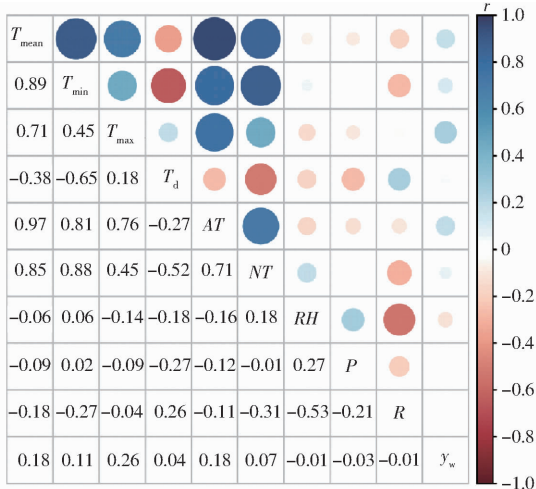 r
T_mean 1.0
0.89 T_min 0.8
0.71 0.45 T_max 0.6
−0.38 −0.65 0.18 T_d 0.4
0.97 0.81 0.76 −0.27 AT 0.2
0
0.85 0.88 0.45 −0.52 0.71 NT −0.2
−0.06 0.06 −0.14 −0.18 −0.16 0.18 RH −0.4
−0.09 0.02 −0.09 −0.27 −0.12 −0.01 0.27 P −0.6
−0.18 −0.27 −0.04 0.26 −0.11 −0.31 −0.53 −0.21 R −0.8
0.18 0.11 0.26 0.04 0.18 0.07 −0.01 −0.03 −0.01 y_w −1.0